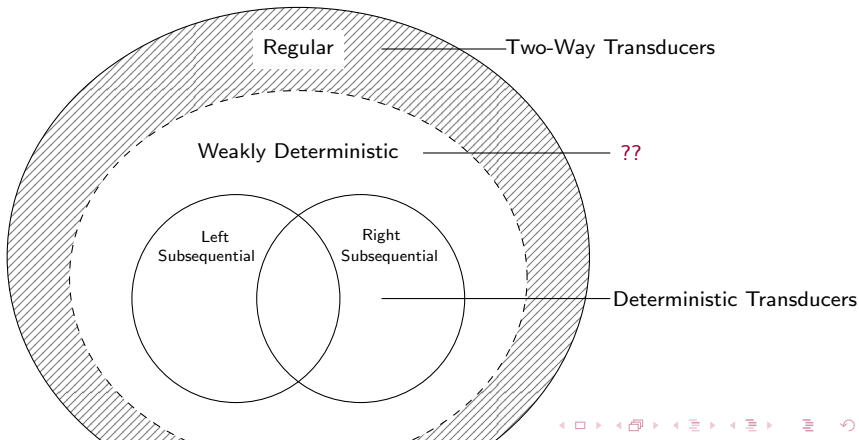 Regular
Two-Way Transducers
Weakly Deterministic
??
Left
Subsequential
Right
Subsequential
Deterministic Transducers